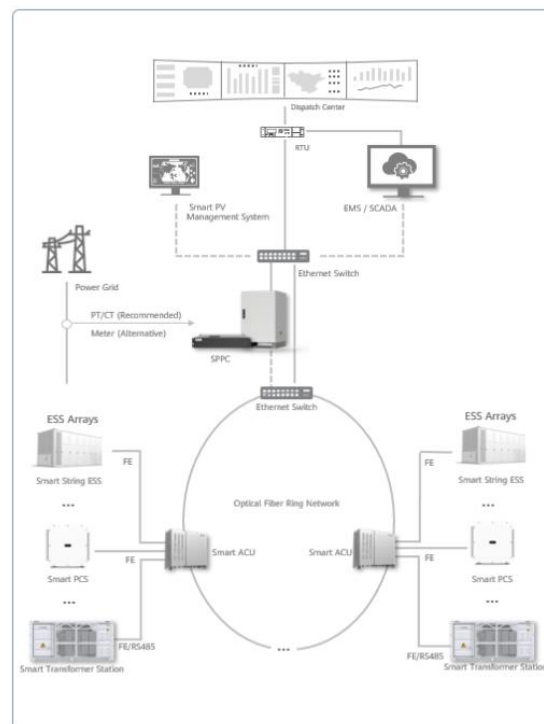 Dispatch Center
RTU
Smart PV
Management System
EMS / SCADA
Ethernet Switch
Power Grid
PT/CT (Recommended)
Meter (Alternative)
SPPC
Ethernet Switch
ESS Arrays
ESS Arrays
FE
FE
Smart String ESS
Smart String ESS
...
...
Optical Fiber Ring Network
Smart ACU
Smart ACU
FE
FE
Smart PCS
Smart PCS
...
...
FE/RS485
FE/RS485
...
Smart Transformer Station
Smart Transformer Station